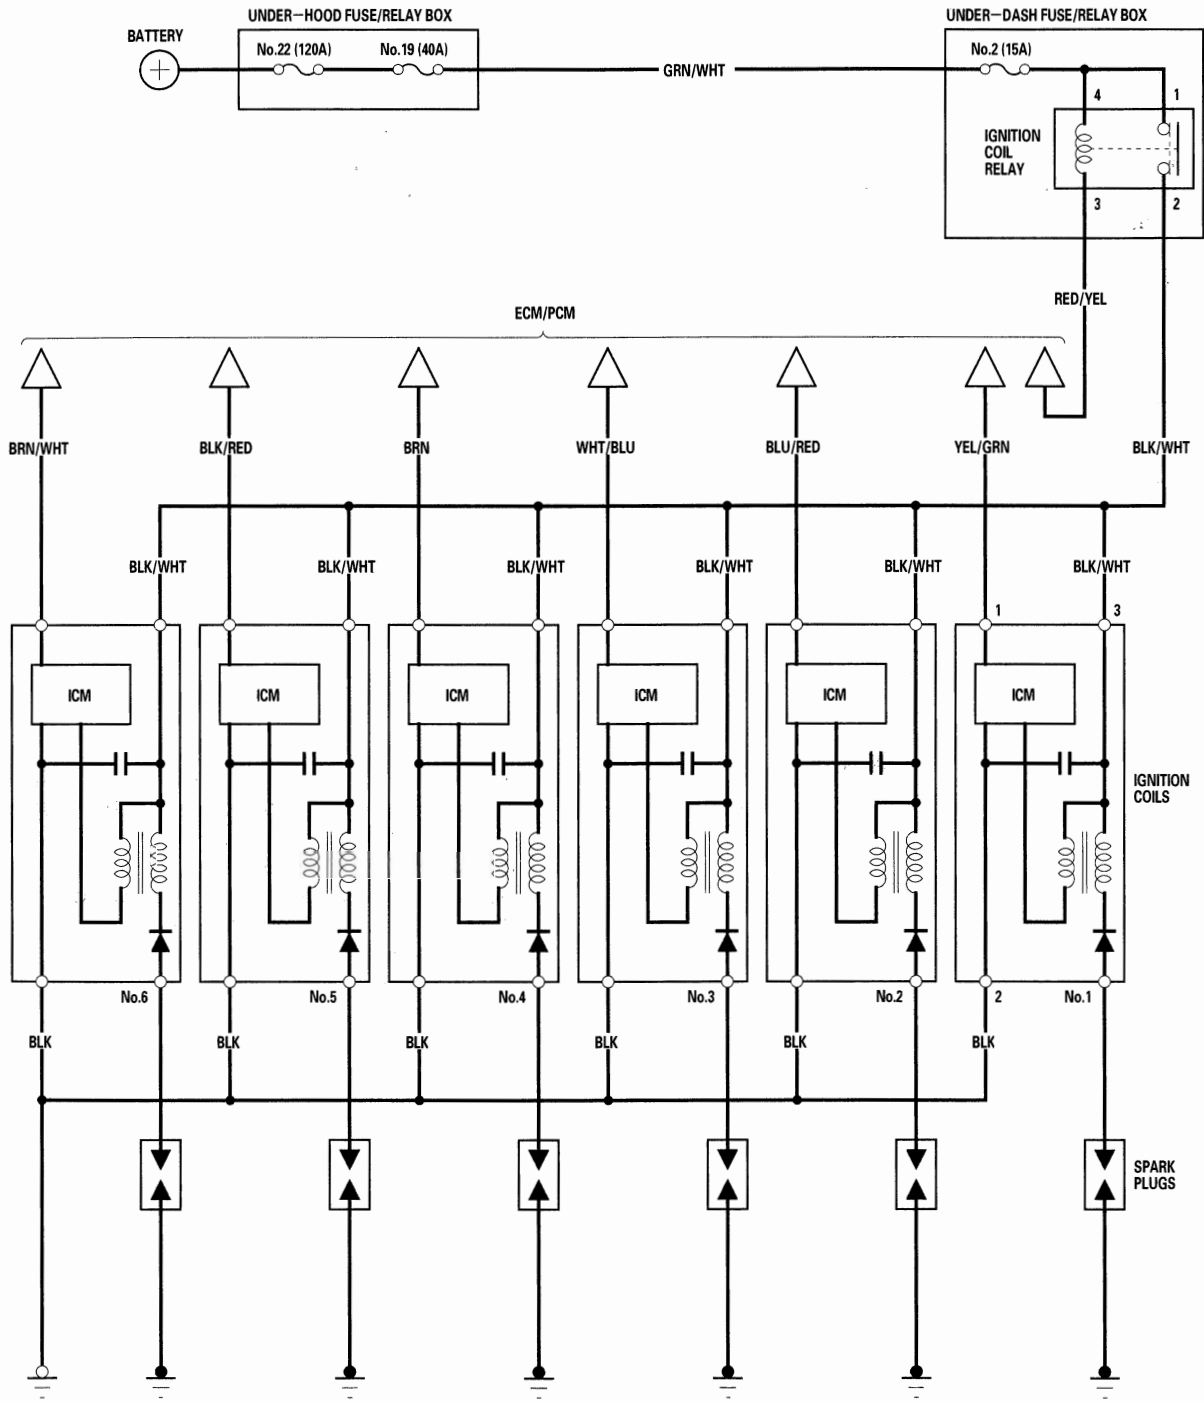 UNDER–HOOD FUSE/RELAY BOX
UNDER–DASH FUSE/RELAY BOX
BATTERY
No.22 (120A)
No.19 (40A)
No.2 (15A)
+
GRN/WHT
4
1
IGNITION
COIL
RELAY
3
2
RED/YEL
ECM/PCM
BRN/WHT
BLK/RED
BRN
WHT/BLU
BLU/RED
YEL/GRN
BLK/WHT
BLK/WHT
BLK/WHT
BLK/WHT
BLK/WHT
BLK/WHT
BLK/WHT
1
3
ICM
ICM
ICM
ICM
ICM
ICM
IGNITION
COILS
No.6
No.5
No.4
No.3
No.2
2
No.1
BLK
BLK
BLK
BLK
BLK
BLK
SPARK
PLUGS